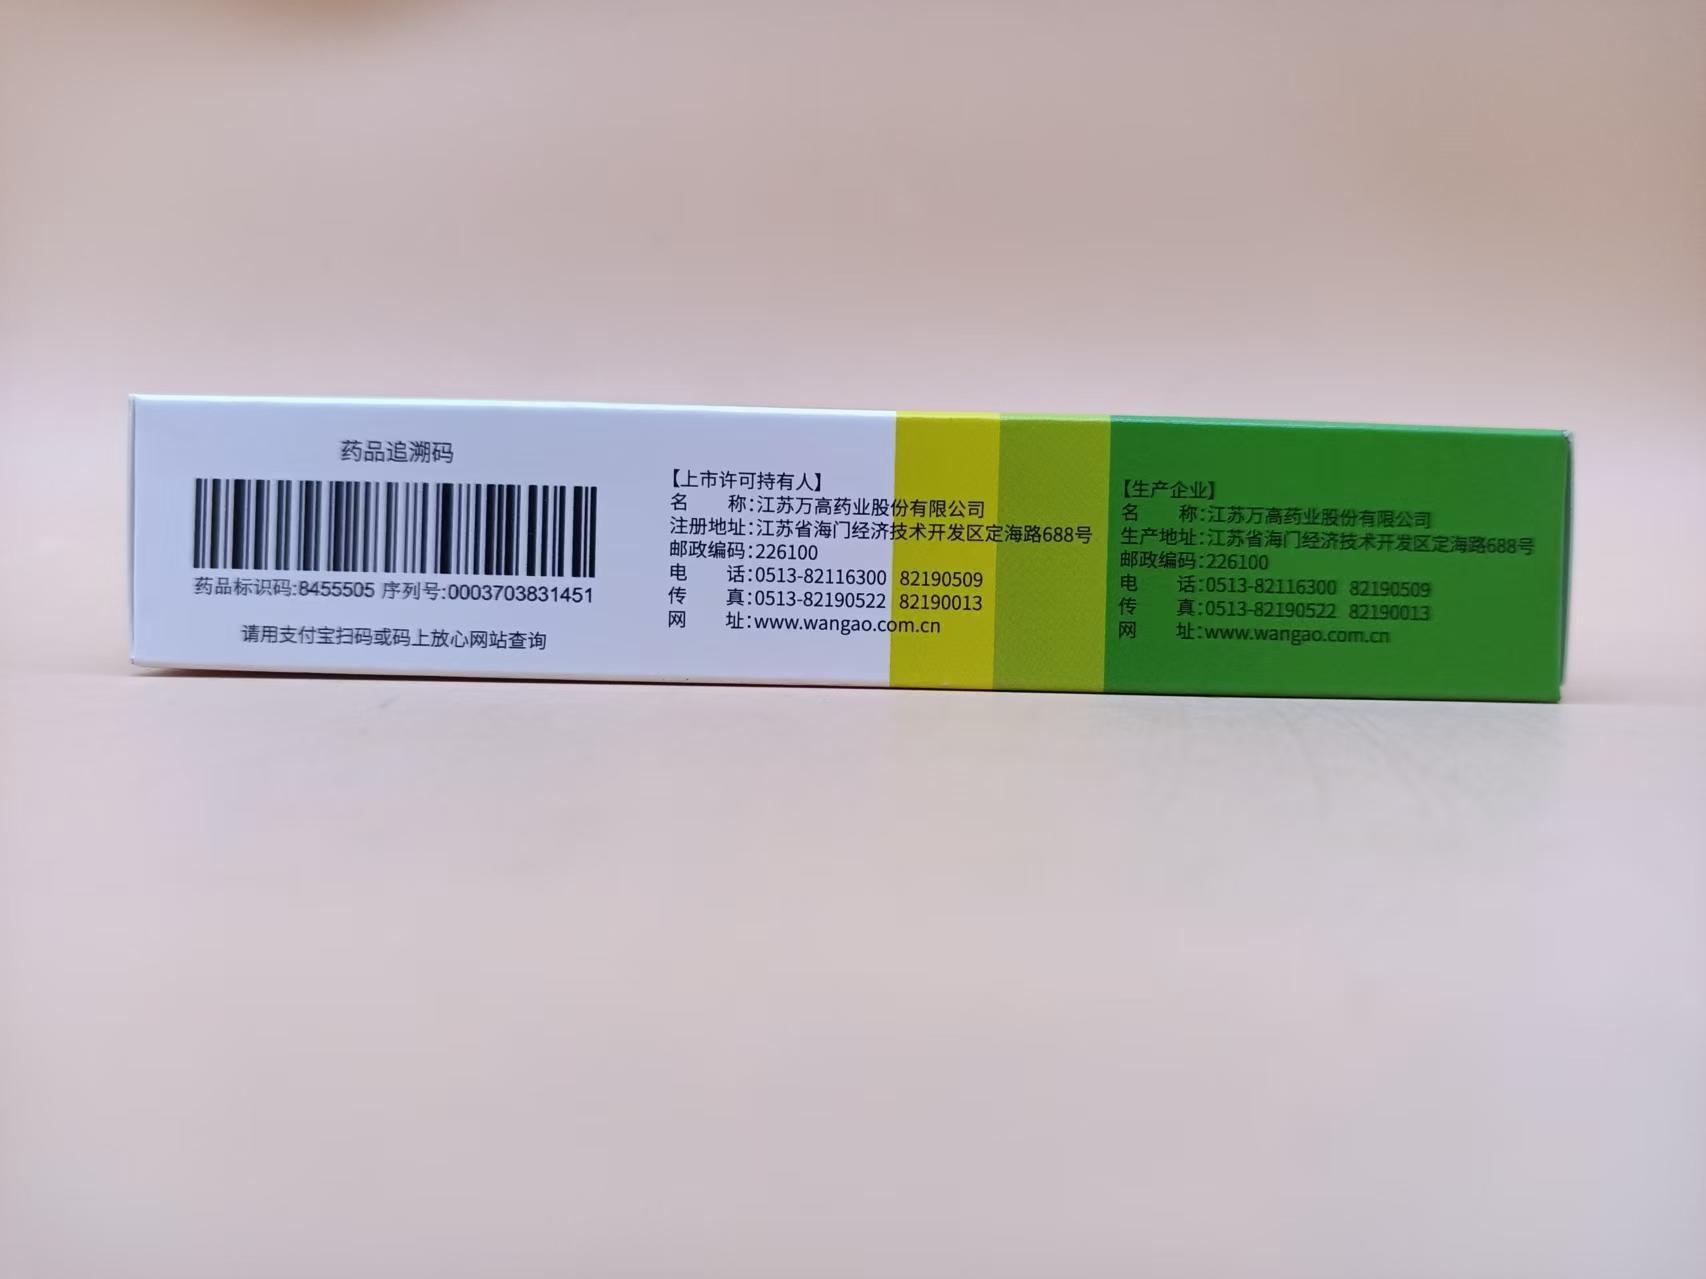 药品追溯码
药品标识码:8455505 序列号:0003703831451
请用支付宝扫码或码上放心网站查询
【上市许可持有人】
名 称:江苏万高药业股份有限公司
注册地址:江苏省海门经济技术开发区定海路688号
邮政编码:226100
电 话:0513-82116300 82190509
传 真:0513-82190522 82190013
网 址:www.wangao.com.cn
【生产企业】
名 称:江苏万高药业股份有限公司
生产地址:江苏省海门经济技术开发区定海路688号
邮政编码:226100
电 话:0513-82116300 82190509
传 真:0513-82190522 82190013
网 址:www.wangao.com.cn